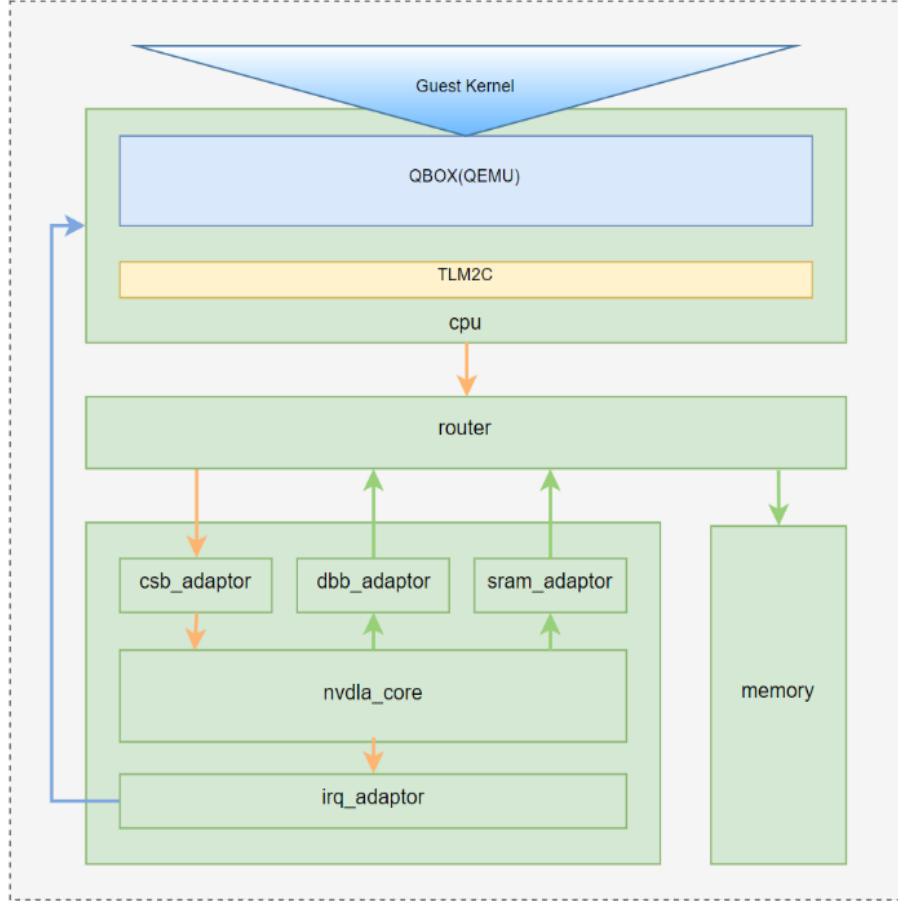 Guest Kernel
QBOX(QEMU)
TLM2C
cpu
router
csb_adaptor
dbb_adaptor
sram_adaptor
nvdla_core
memory
irq_adaptor